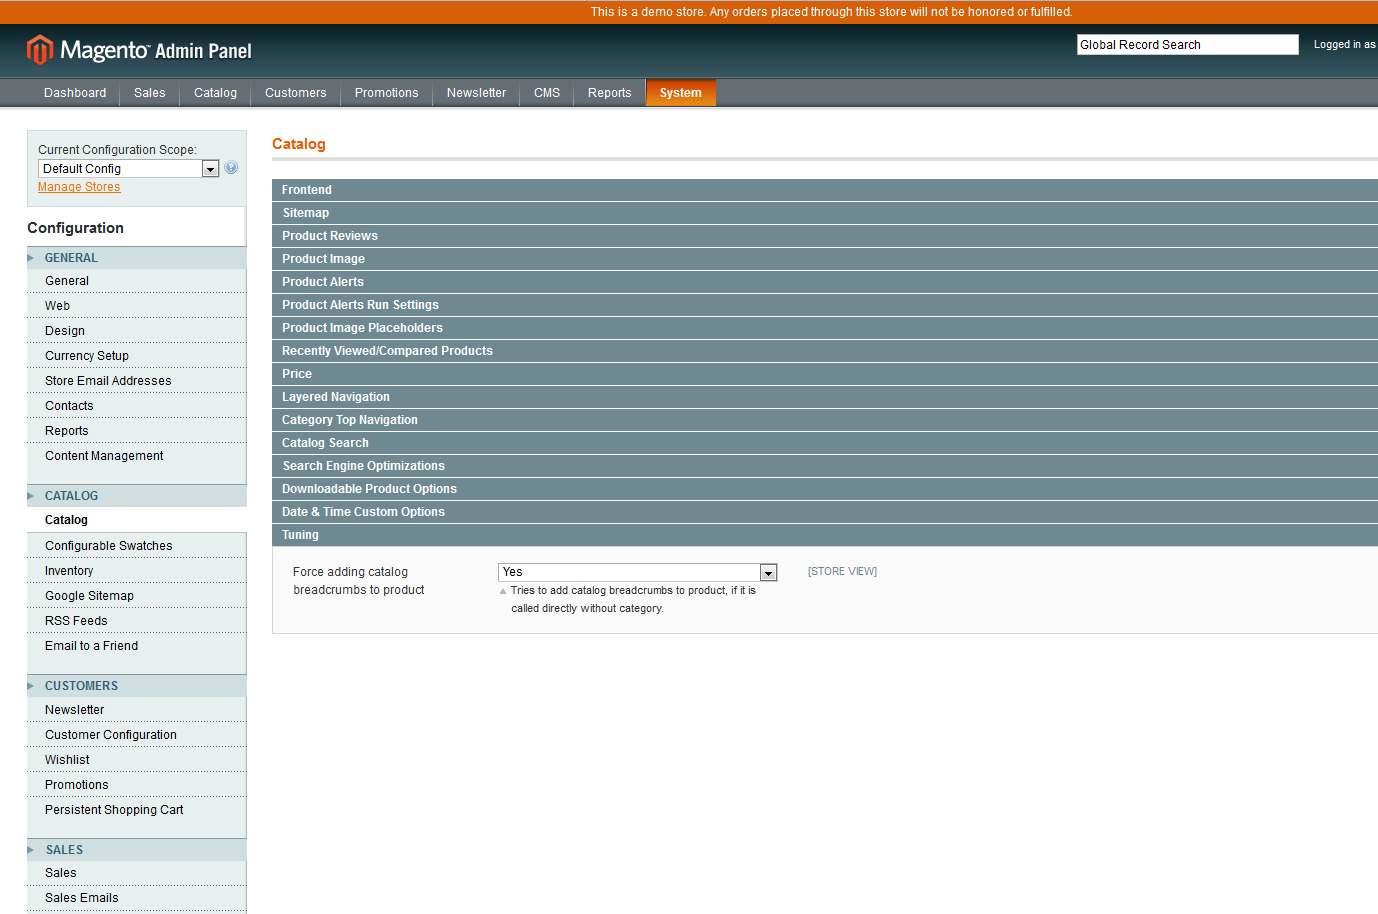 This is a demo store. Any orders placed through this store will not be honored or fulfilled.
Magento™ Admin Panel
Global Record Search
Logged in as
Dashboard Sales Catalog Customers Promotions Newsletter CMS Reports System
Current Configuration Scope:
Default Config
Manage Stores
Configuration
GENERAL
General
Web
Design
Currency Setup
Store Email Addresses
Contacts
Reports
Content Management
CATALOG
Catalog
Configurable Swatches
Inventory
Google Sitemap
RSS Feeds
Email to a Friend
CUSTOMERS
Newsletter
Customer Configuration
Wishlist
Promotions
Persistent Shopping Cart
SALES
Sales
Sales Emails
Catalog
Frontend
Sitemap
Product Reviews
Product Image
Product Alerts
Product Alerts Run Settings
Product Image Placeholders
Recently Viewed/Compared Products
Price
Layered Navigation
Category Top Navigation
Catalog Search
Search Engine Optimizations
Downloadable Product Options
Date & Time Custom Options
Tuning
Force adding catalog
breadcrumbs to product
Yes
[STORE VIEW]
Tries to add catalog breadcrumbs to product, if it is
called directly without category.